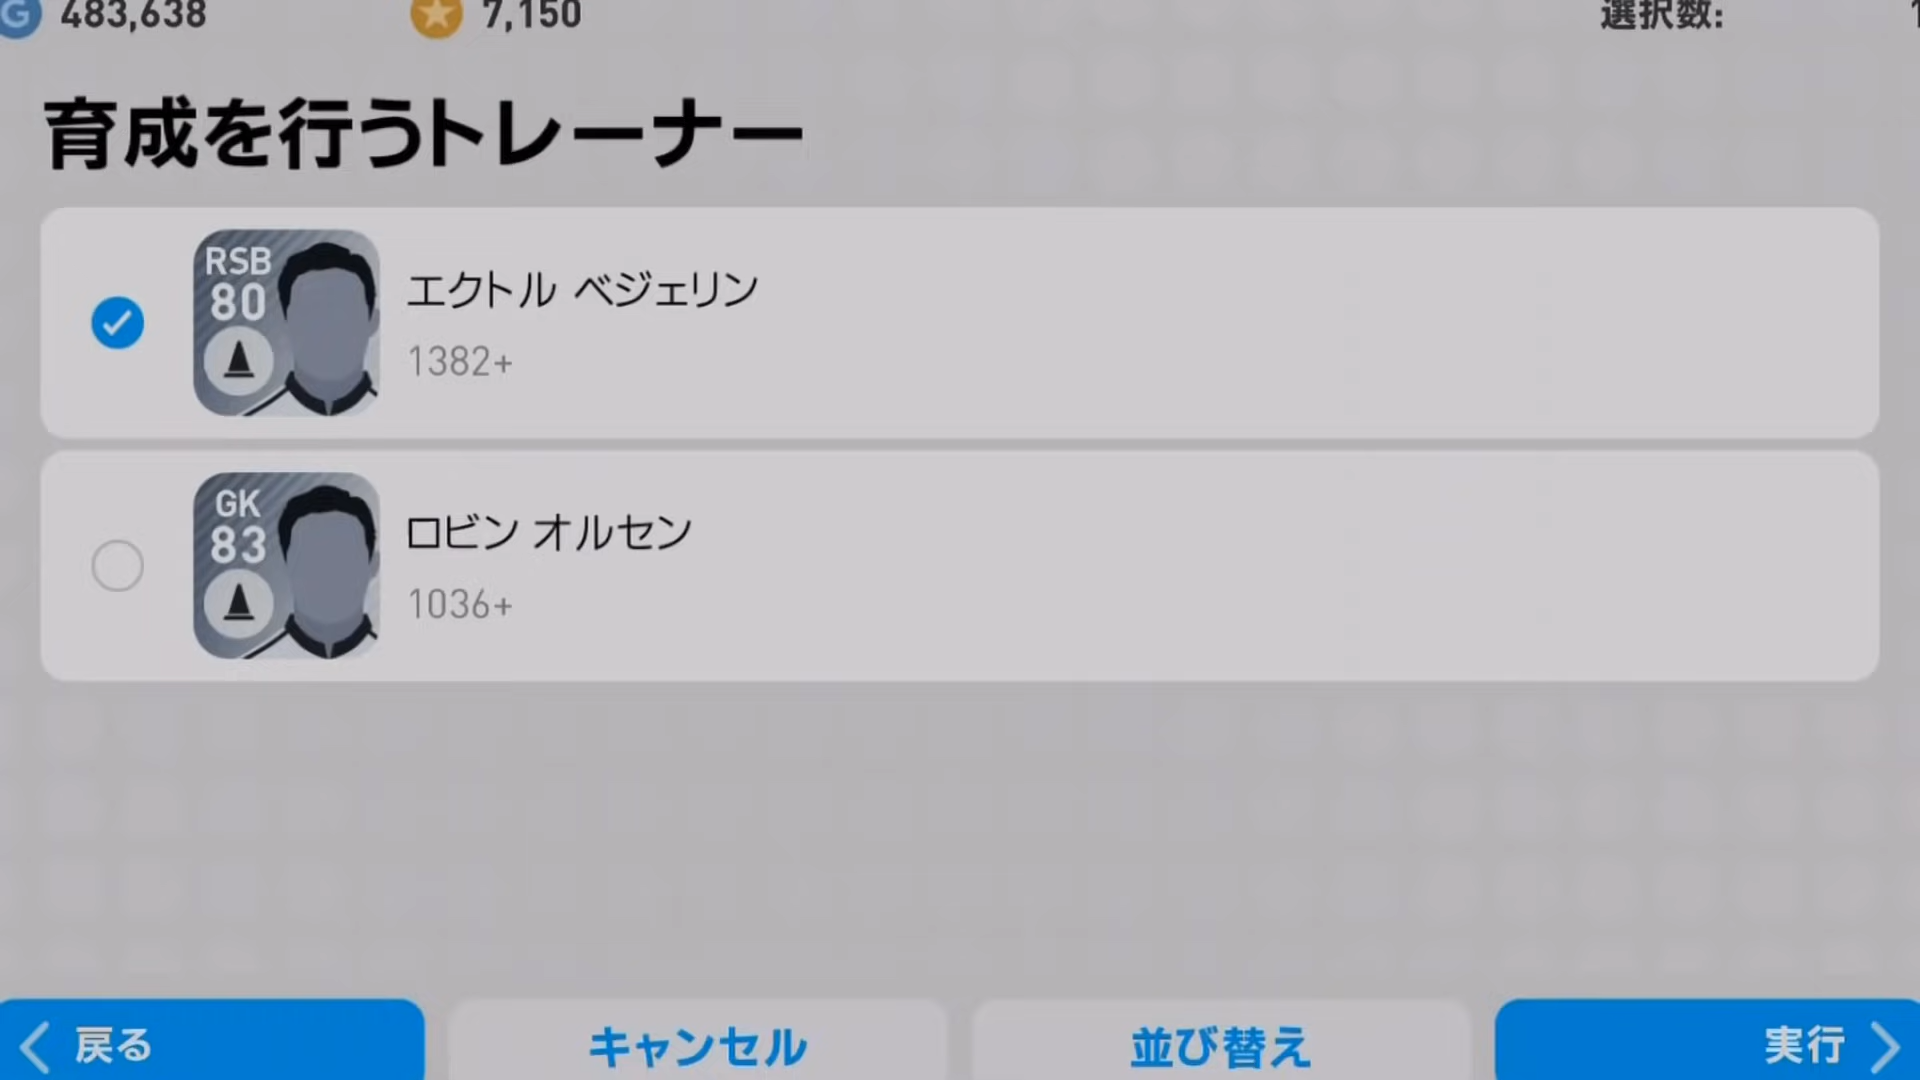 G 483,638 7,150 選択数: 1
育成を行うトレーナー
RSB
80
エクトル ベジェリン
1382+
GK
83
ロビン オルセン
1036+
戻る キャンセル 並び替え 実行